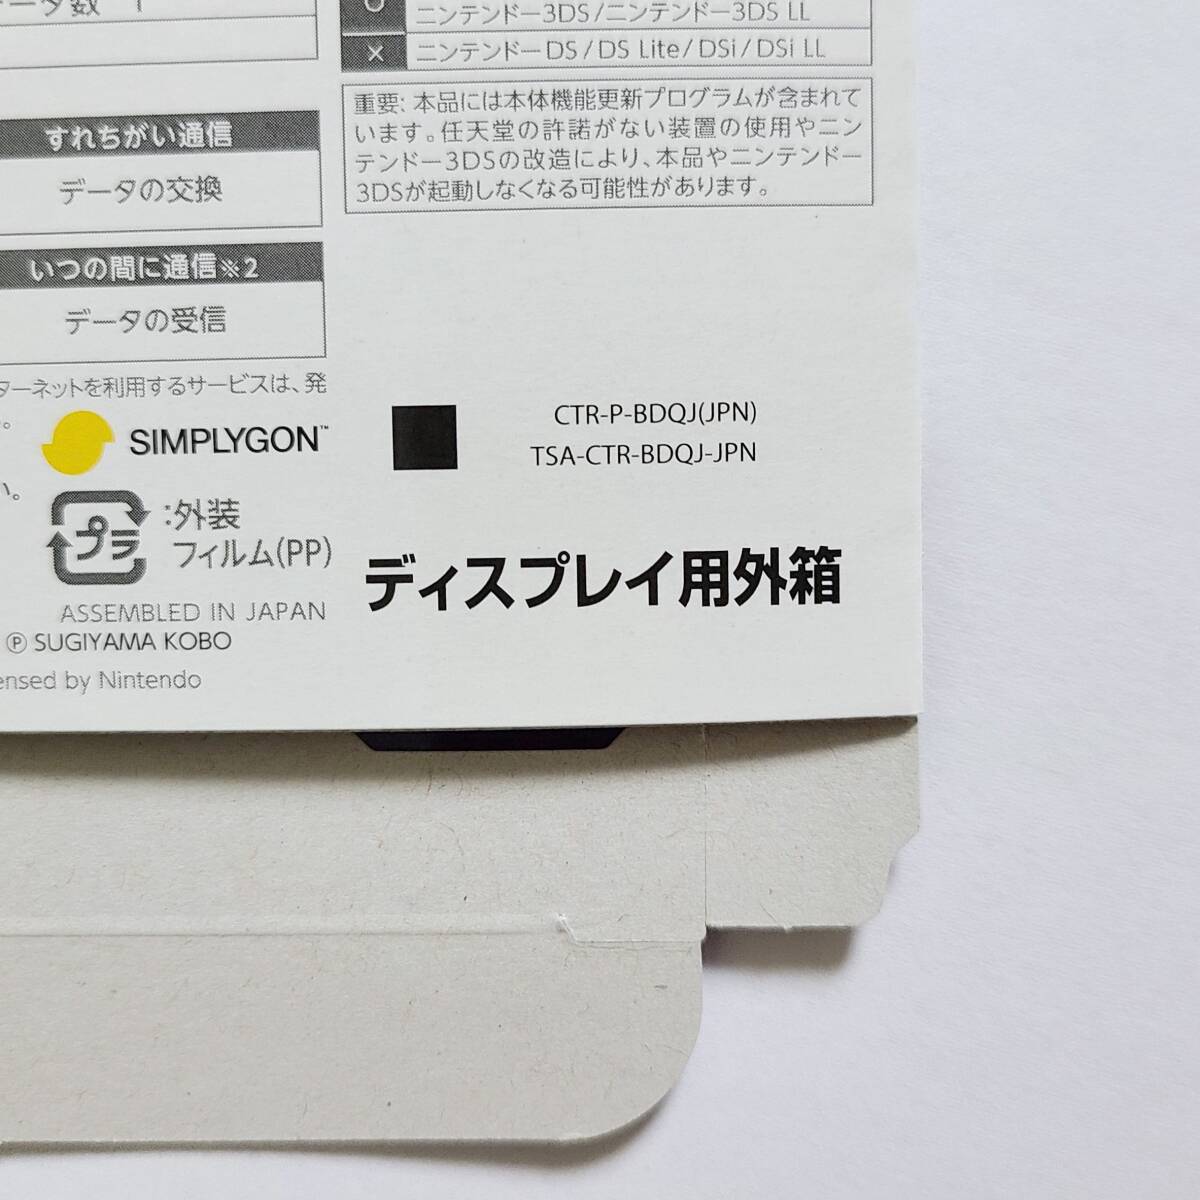 ータ数 1
すれちがい通信
データの交換
いつの間に通信※2
データの受信
ターネットを利用するサービスは、発
SIMPLYGON™
プラ
:外装
フィルム(PP)
ASSEMBLED IN JAPAN
Ⓟ SUGIYAMA KOBO
ensed by Nintendo
ニンテンドー3DS/ニンテンドー3DS LL
× ニンテンドーDS/DS Lite/DSi/DSi LL
重要: 本品には本体機能更新プログラムが含まれて
います。任天堂の許諾がない装置の使用やニン
テンドー3DSの改造により、本品やニンテンドー
3DSが起動しなくなる可能性があります。
CTR-P-BDQJ(JPN)
TSA-CTR-BDQJ-JPN
ディスプレイ用外箱